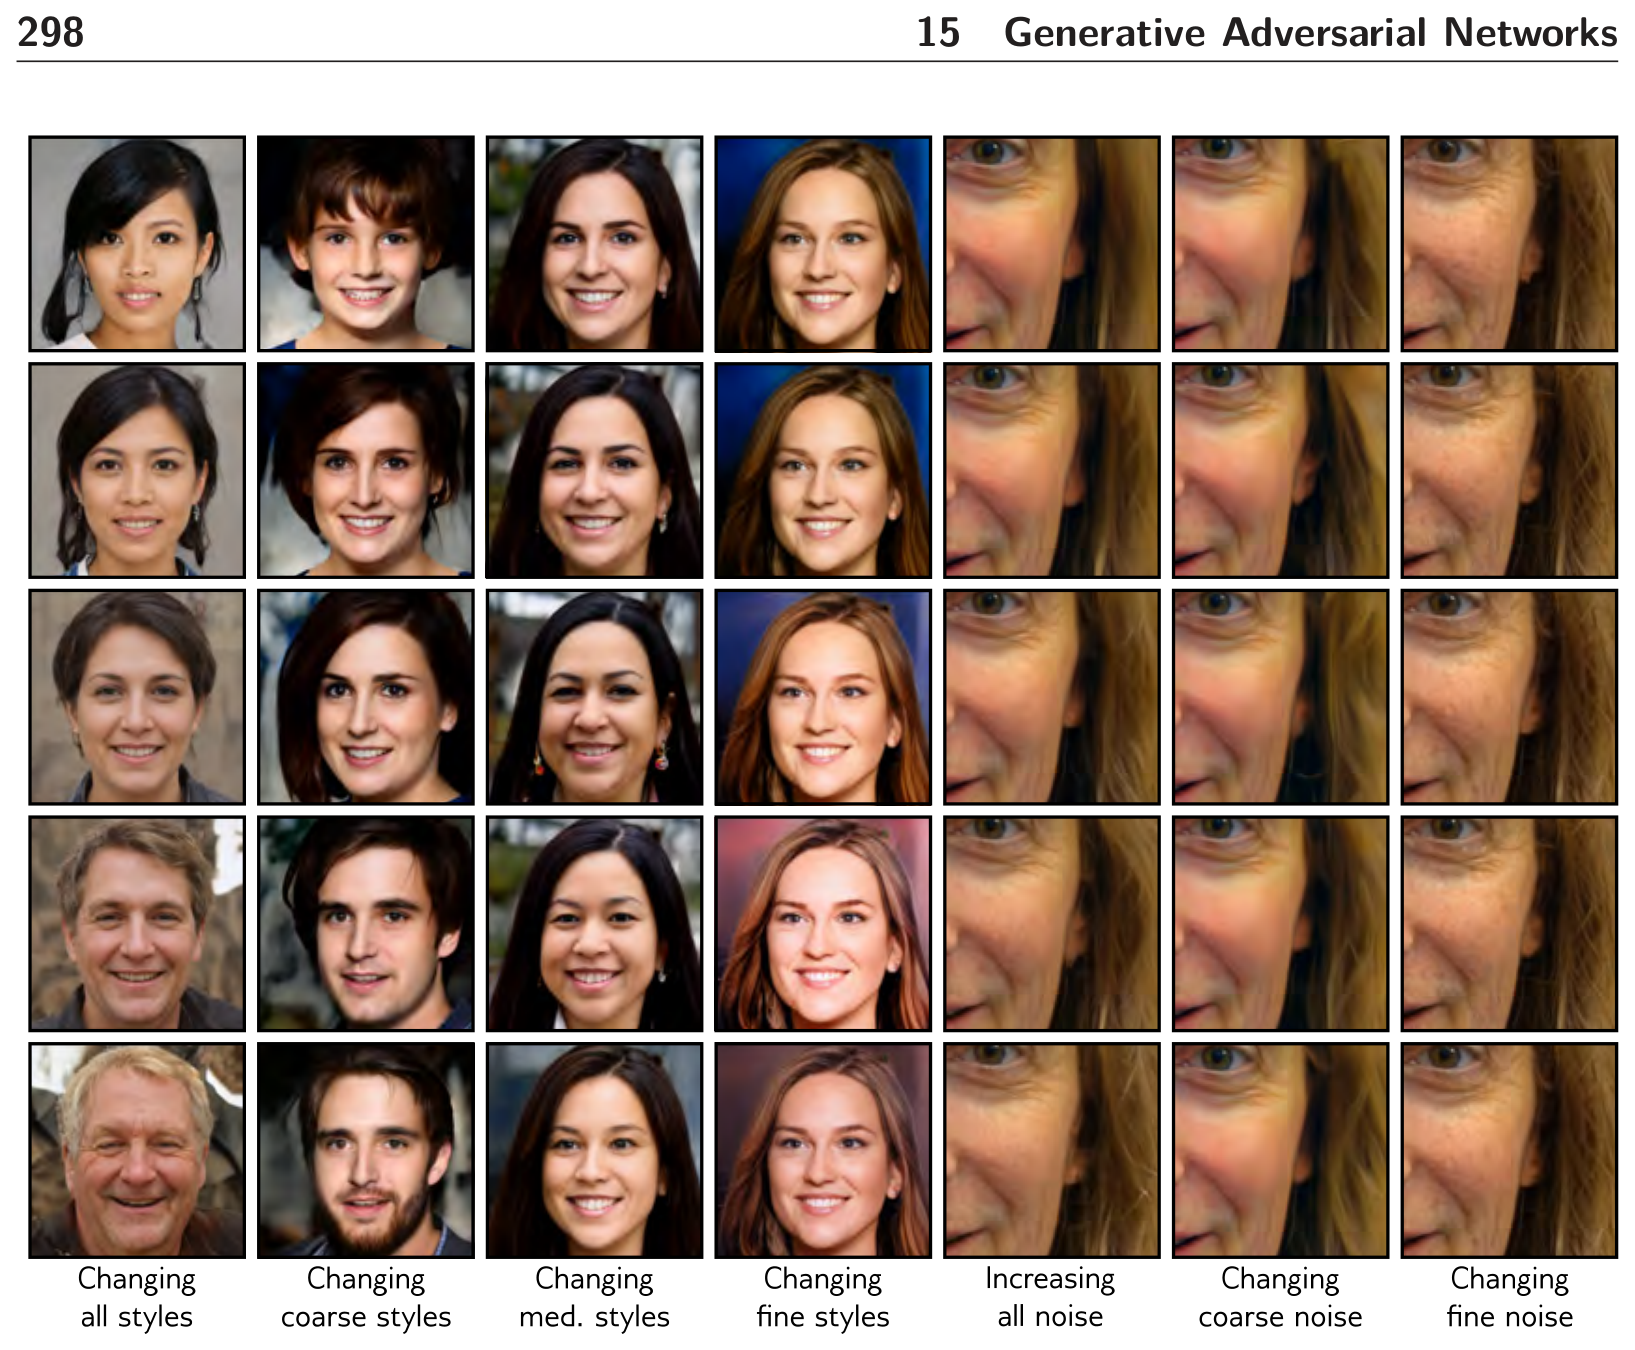 298
15 Generative Adversarial Networks
Changing
all styles
Changing
coarse styles
Changing
med. styles
Changing
fine styles
Increasing
all noise
Changing
coarse noise
Changing
fine noise